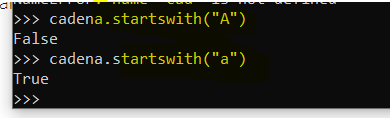 >>> cadena.startswith("A")
False
>>> cadena.startswith("a")
True
>>>